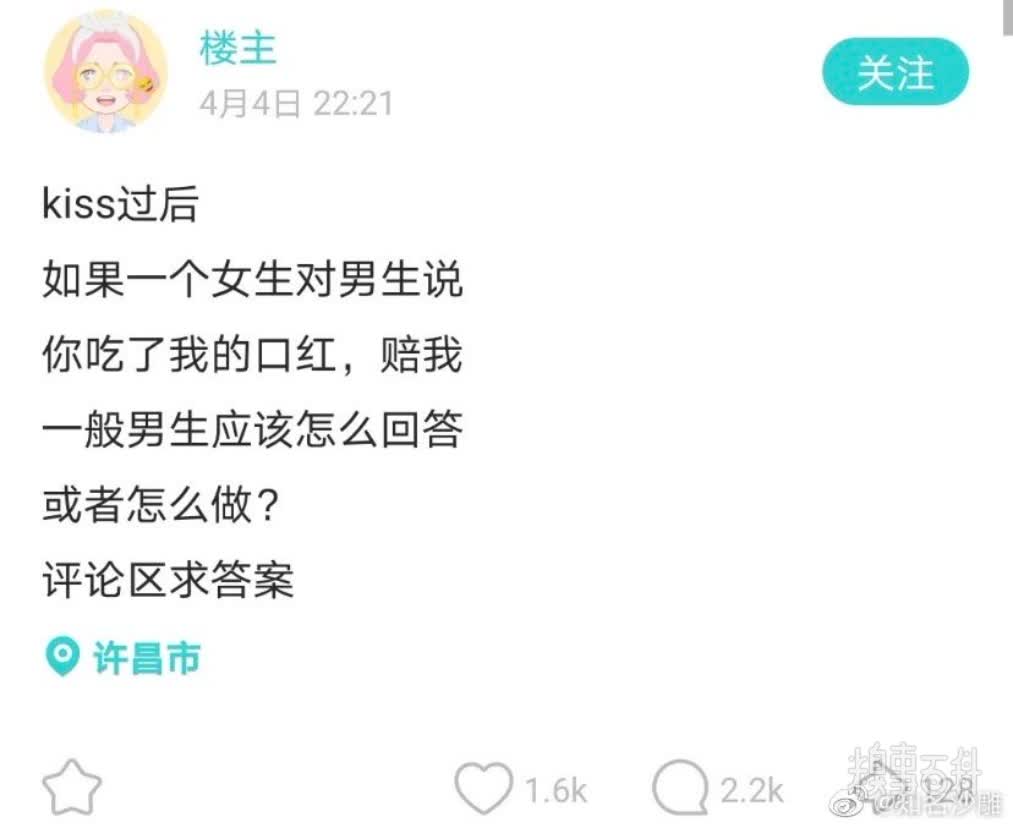 楼主
4月4日 22:21
关注
kiss过后
如果一个女生对男生说
你吃了我的口红，赔我
一般男生应该怎么回答
或者怎么做？
评论区求答案
许昌市
1.6k
2.2k
128
@知名沙雕